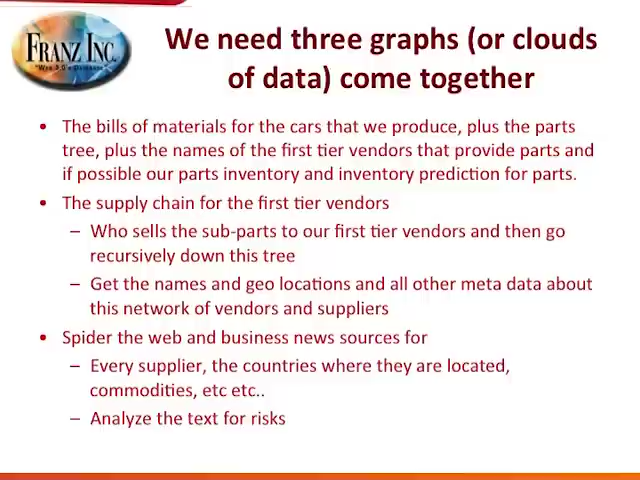 FRANZ INC.
We need three graphs (or clouds
of data) come together
• The bills of materials for the cars that we produce, plus the parts
tree, plus the names of the first tier vendors that provide parts and
if possible our parts inventory and inventory prediction for parts.
• The supply chain for the first tier vendors
– Who sells the sub-parts to our first tier vendors and then go
recursively down this tree
– Get the names and geo locations and all other meta data about
this network of vendors and suppliers
• Spider the web and business news sources for
– Every supplier, the countries where they are located,
commodities, etc etc..
– Analyze the text for risks